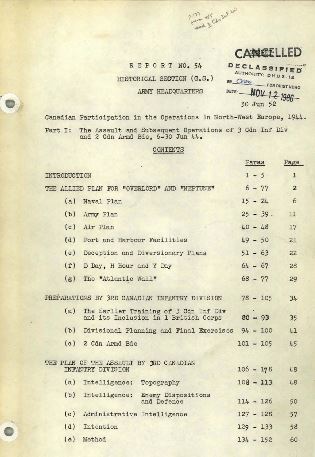 REPORT NO. 54
HISTORICAL SECTION (G.S.)
ARMY HEADQUARTERS
CANCELLED
DECLASSIFIED
AUTHORITY: DHD 3-12
NOV 12 1986
30 Jun 52
Canadian Participation in the Operations in North-West Europe, 1944.
Part I: The Assault and Subsequent Operations of 3 Cdn Inf Div
and 2 Cdn Armd Bde, 6-30 Jun 44.
CONTENTS
Paras Page
INTRODUCTION 1 - 5 1
THE ALLIED PLAN FOR "OVERLORD" AND "NEPTUNE" 6 - 77 2
(a) Naval Plan 15 - 24 6
(b) Army Plan 25 - 39 11
(c) Air Plan 40 - 48 17
(d) Port and Harbour Facilities 49 - 50 21
(e) Deception and Diversionary Plans 51 - 63 22
(f) D Day, H Hour and Y Day 64 - 67 28
(g) The "Atlantic Wall" 68 - 77 29
PREPARATIONS BY 3RD CANADIAN INFANTRY DIVISION 78 - 105 34
(a) The Earlier Training of 3 Cdn Inf Div
and its Inclusion in 1 British Corps 80 - 93 35
(b) Divisional Planning and Final Exercises 94 - 100 41
(c) 2 Cdn Armd Bde 101 - 105 45
THE PLAN OF THE ASSAULT BY 3RD CANADIAN
INFANTRY DIVISION 106 - 176 48
(a) Intelligence: Topography 108 - 113 48
(b) Intelligence: Enemy Dispositions
and Defence 114 - 126 50
(c) Administrative Intelligence 127 - 128 57
(d) Intention 129 - 133 58
(e) Method 134 - 152 60